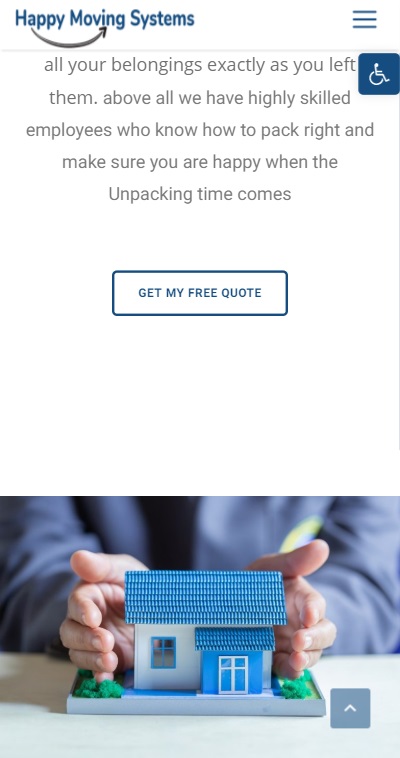 Happy Moving Systems
all your belongings exactly as you left
them. above all we have highly skilled
employees who know how to pack right and
make sure you are happy when the
Unpacking time comes
GET MY FREE QUOTE